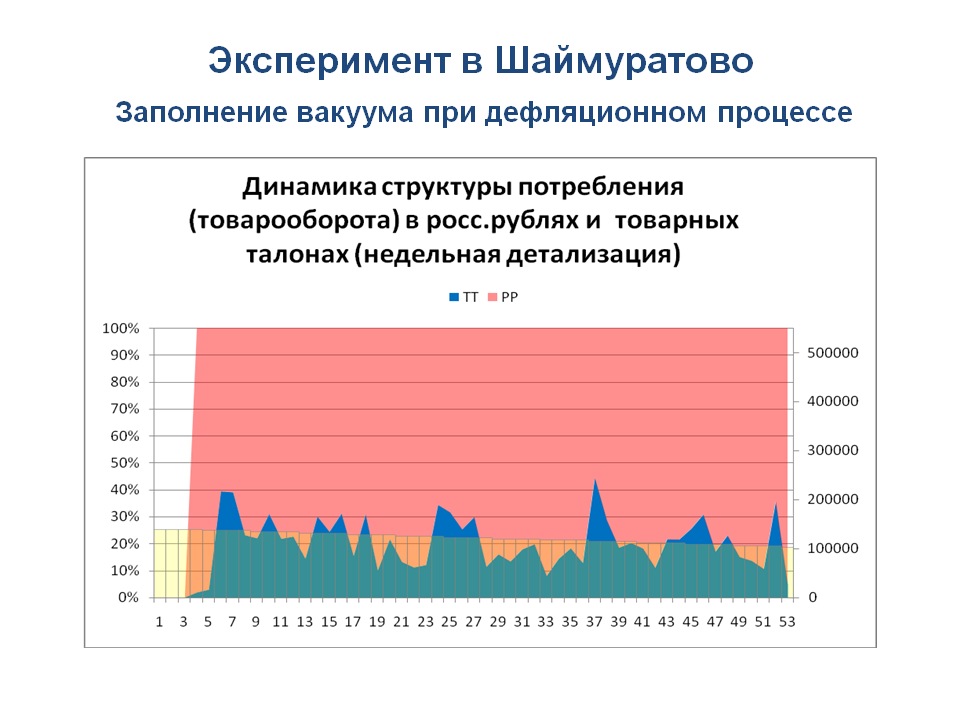 Эксперимент в Шаймуратово
Заполнение вакуума при дефляционном процессе
Динамика структуры потребления
(товарооборота) в росс.рублях и товарных
талонах (недельная детализация)
ТТ РР
100%
90%
80%
70%
60%
50%
40%
30%
20%
10%
0%
500000
400000
300000
200000
100000
0
1 3 5 7 9 11 13 15 17 19 21 23 25 27 29 31 33 35 37 39 41 43 45 47 49 51 53